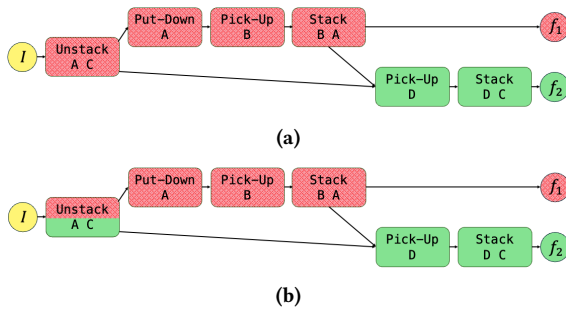 Put-Down
A
Pick-Up
B
Stack
B A
f₁
I
Unstack
A C
Pick-Up
D
Stack
D C
f₂
(a)
Put-Down
A
Pick-Up
B
Stack
B A
f₁
I
Unstack
A C
Pick-Up
D
Stack
D C
f₂
(b)